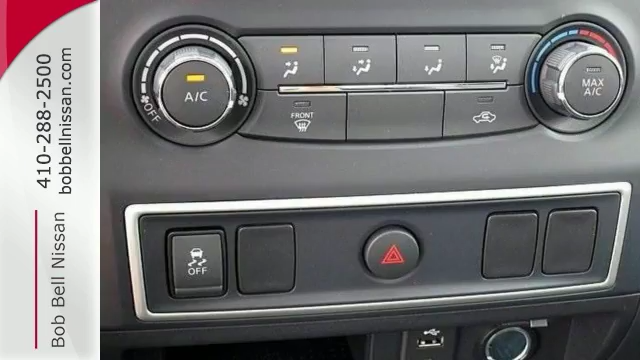 410-288-2500
bobbellnissan.com
Bob Bell Nissan
A/C
OFF
FRONT
MAX
A/C
OFF